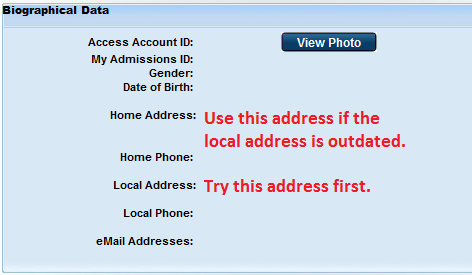 Biographical Data
Access Account ID:
View Photo
My Admissions ID:
Gender:
Date of Birth:
Home Address: Use this address if the
local address is outdated.
Home Phone:
Local Address: Try this address first.
Local Phone:
eMail Addresses: